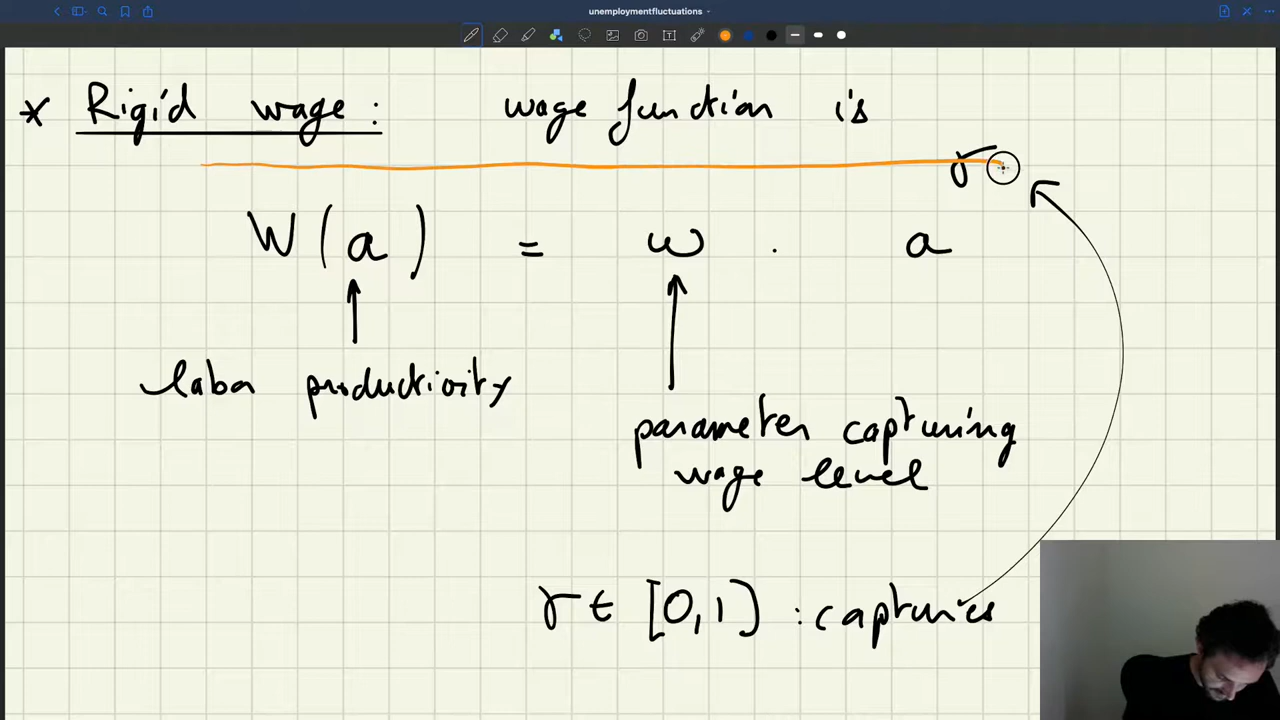 unemploymentfluctuations
* Rigid wage: wage function is
W(a) = w · a^γ
labor productivity
parameter capturing
wage level
γ ∈ [0,1) : captures